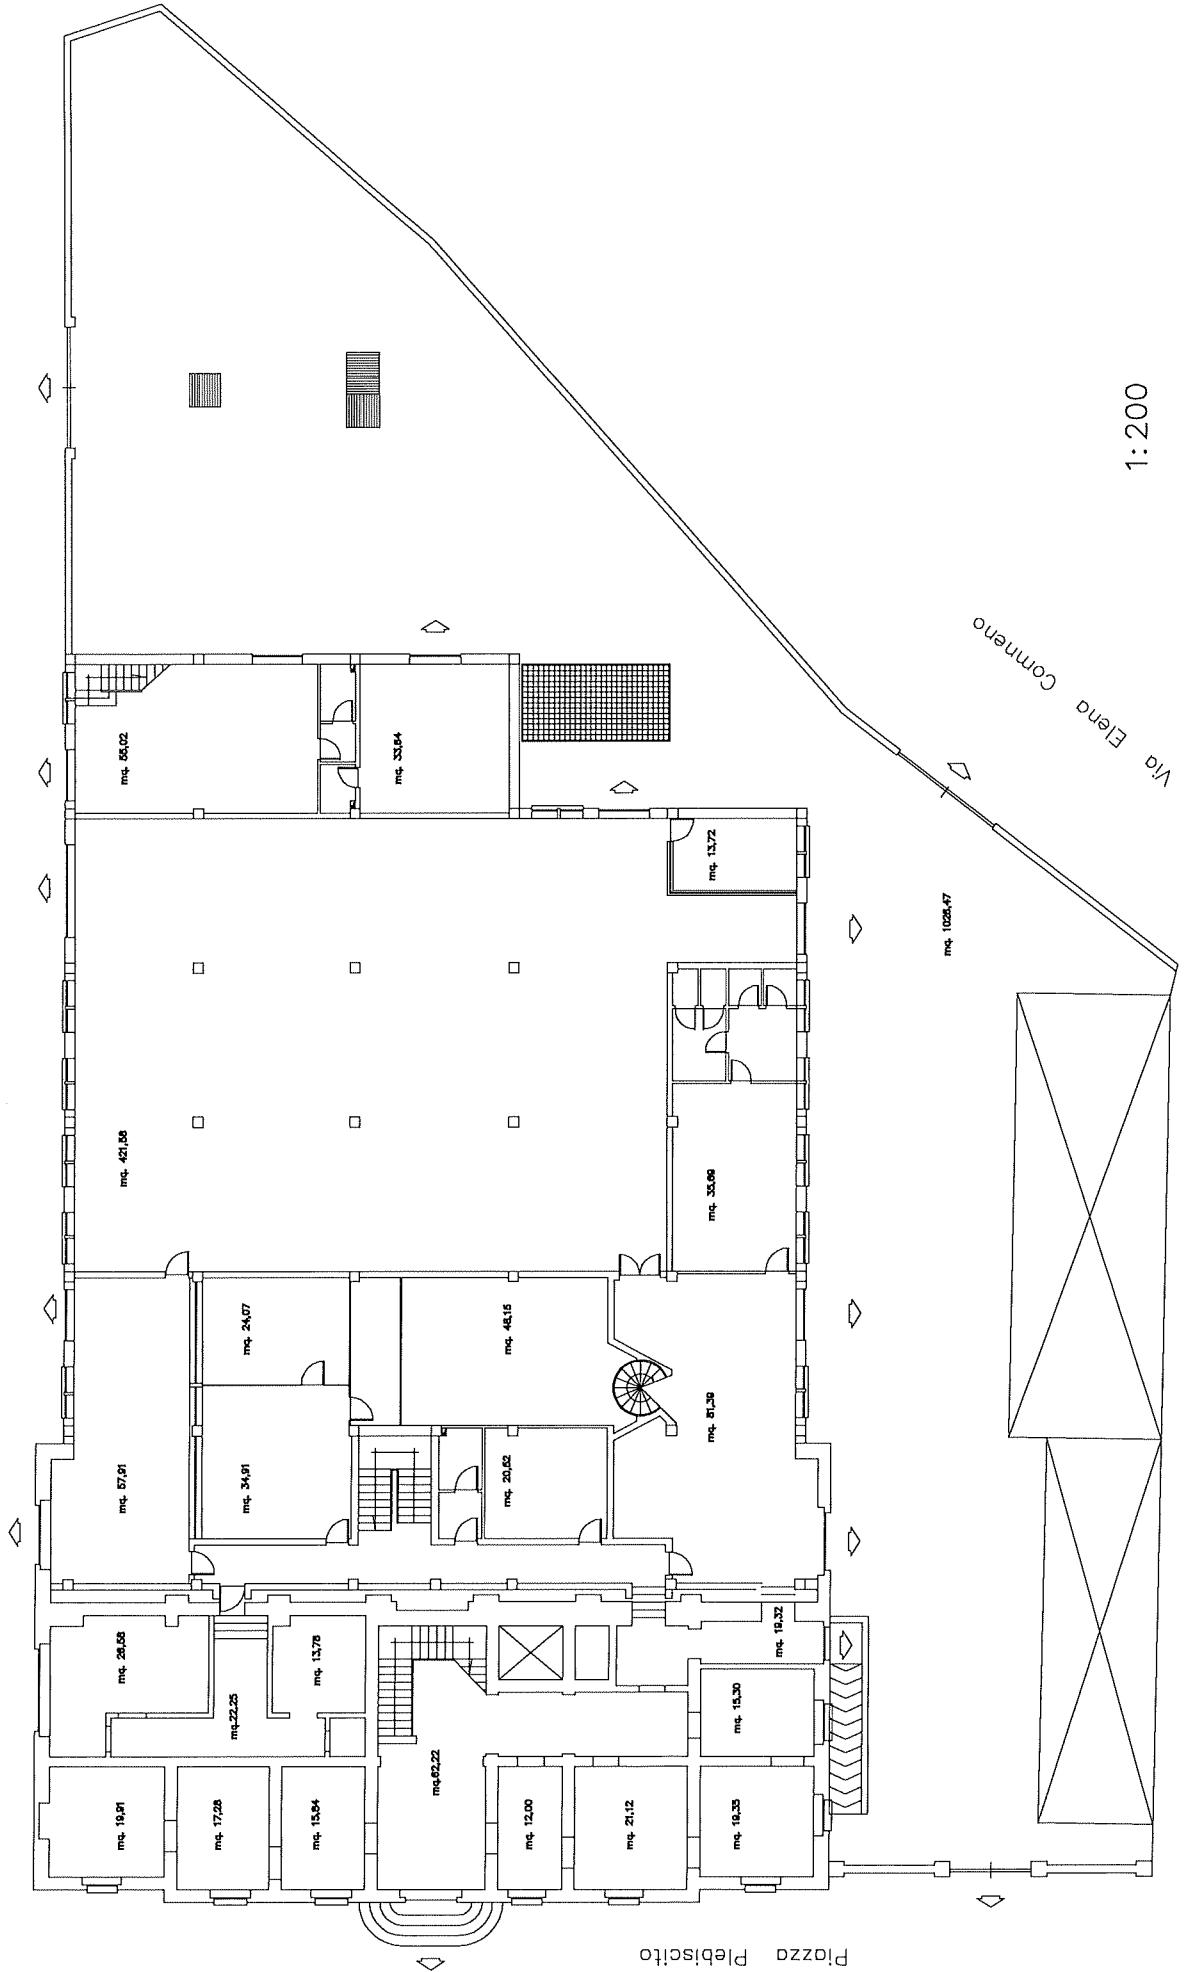 1:200
Via Elena Comneno
mq. 55,02
mq. 33,64
mq. 13,72
mq. 1026,47
mq. 421,58
mq. 35,69
mq. 24,07
mq. 48,15
mq. 57,91
mq. 34,91
mq. 20,52
mq. 81,39
mq. 26,58
mq.22,25
mq. 13,78
mq. 19,32
mq. 15,30
mq.62,22
mq. 19,91
mq. 17,28
mq. 15,84
mq. 12,00
mq. 21,12
mq. 19,35
Piazza Plebiscito